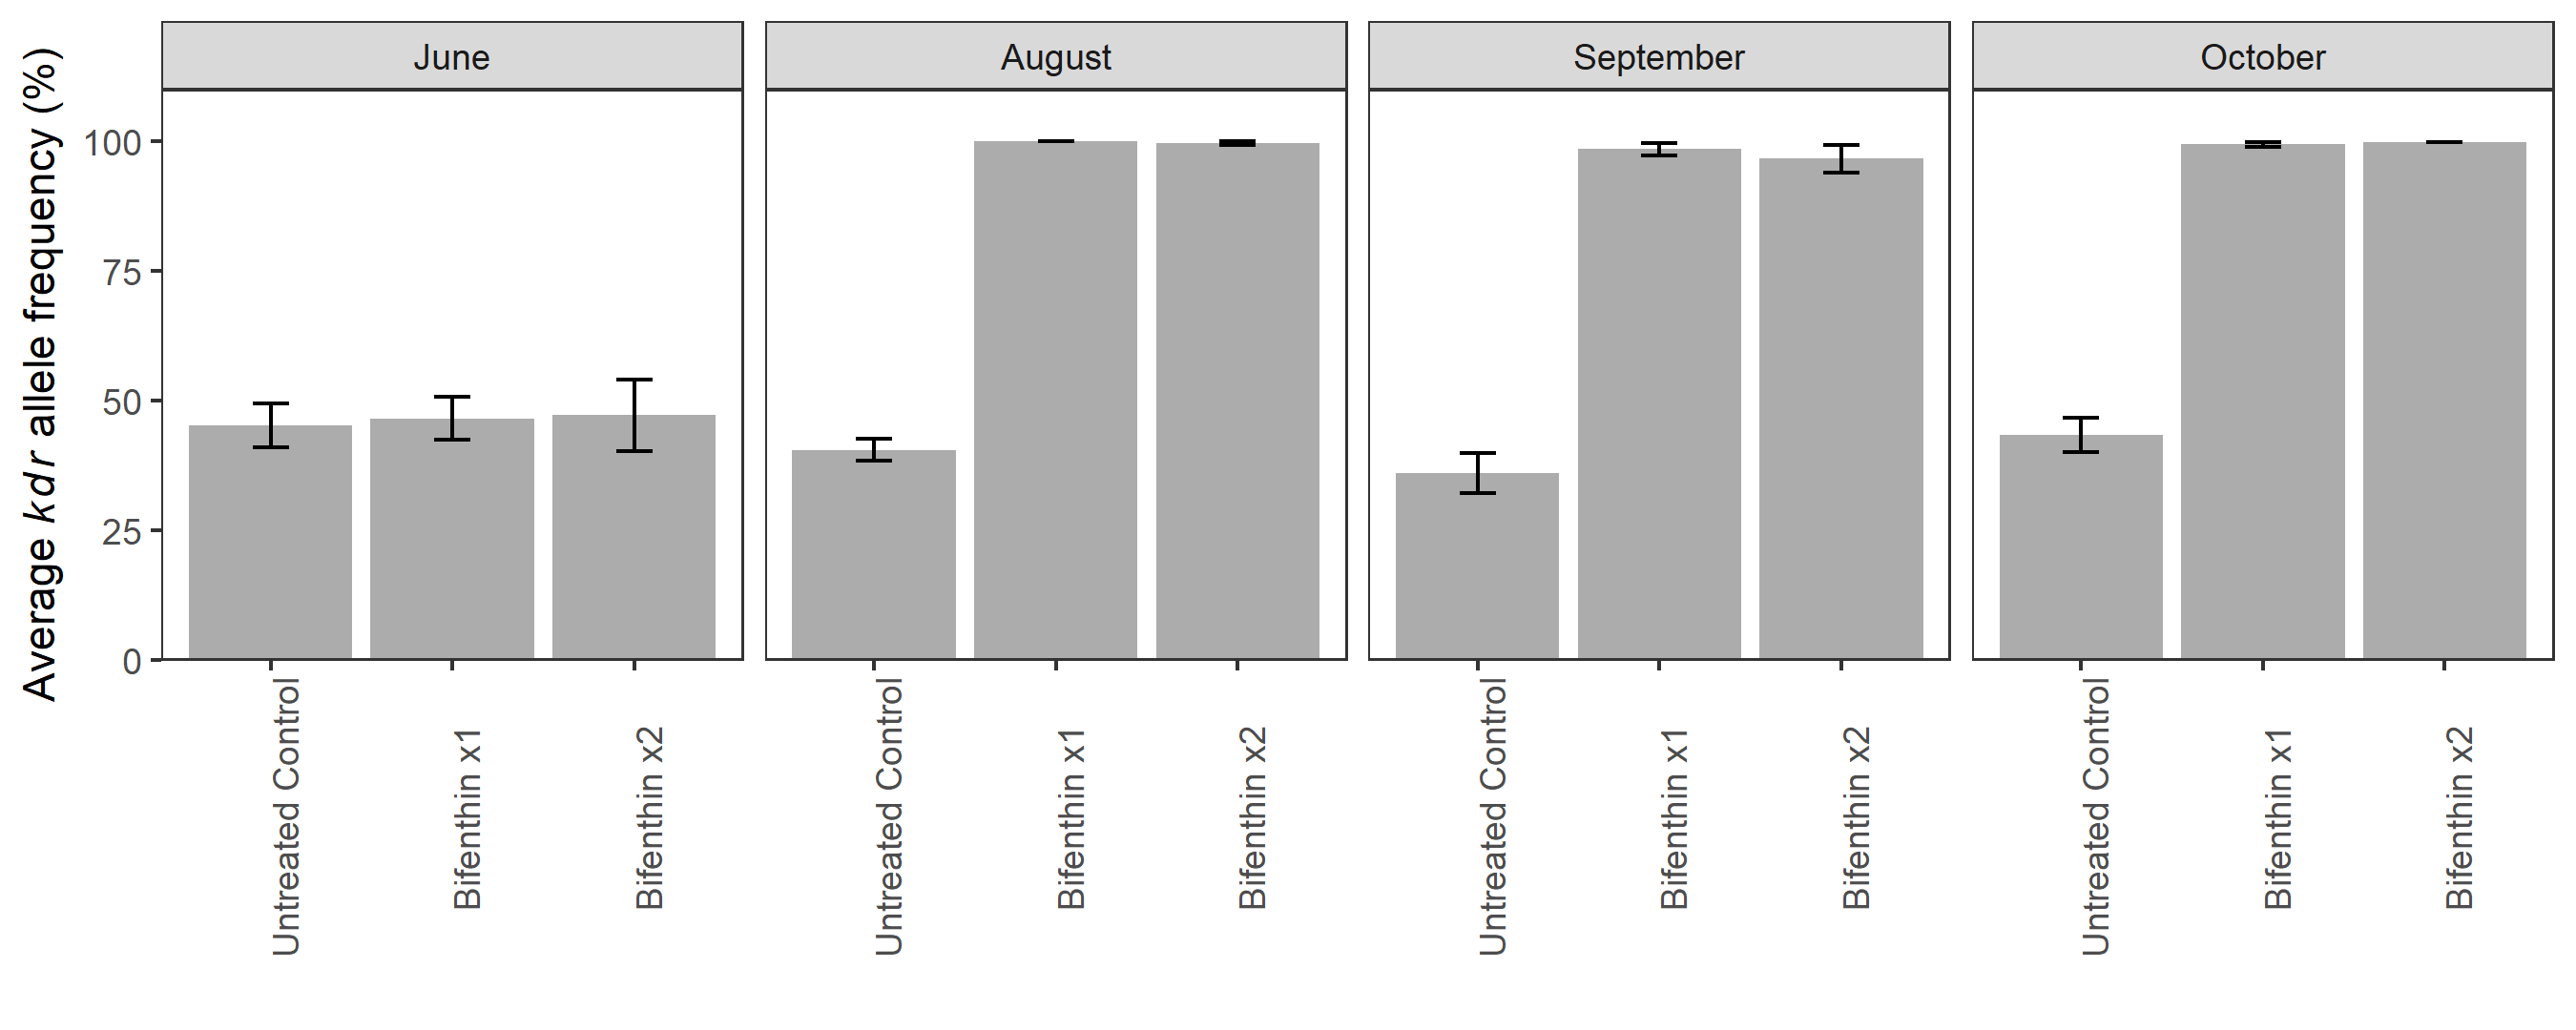 June
August
September
October
Average kdr allele frequency (%)
100
75
50
25
0
Untreated Control
Bifenthin x1
Bifenthin x2
Untreated Control
Bifenthin x1
Bifenthin x2
Untreated Control
Bifenthin x1
Bifenthin x2
Untreated Control
Bifenthin x1
Bifenthin x2